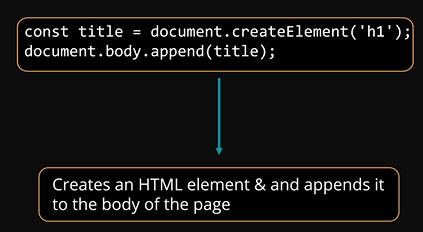 const title = document.createElement('h1');
document.body.append(title);
Creates an HTML element & and appends it
to the body of the page